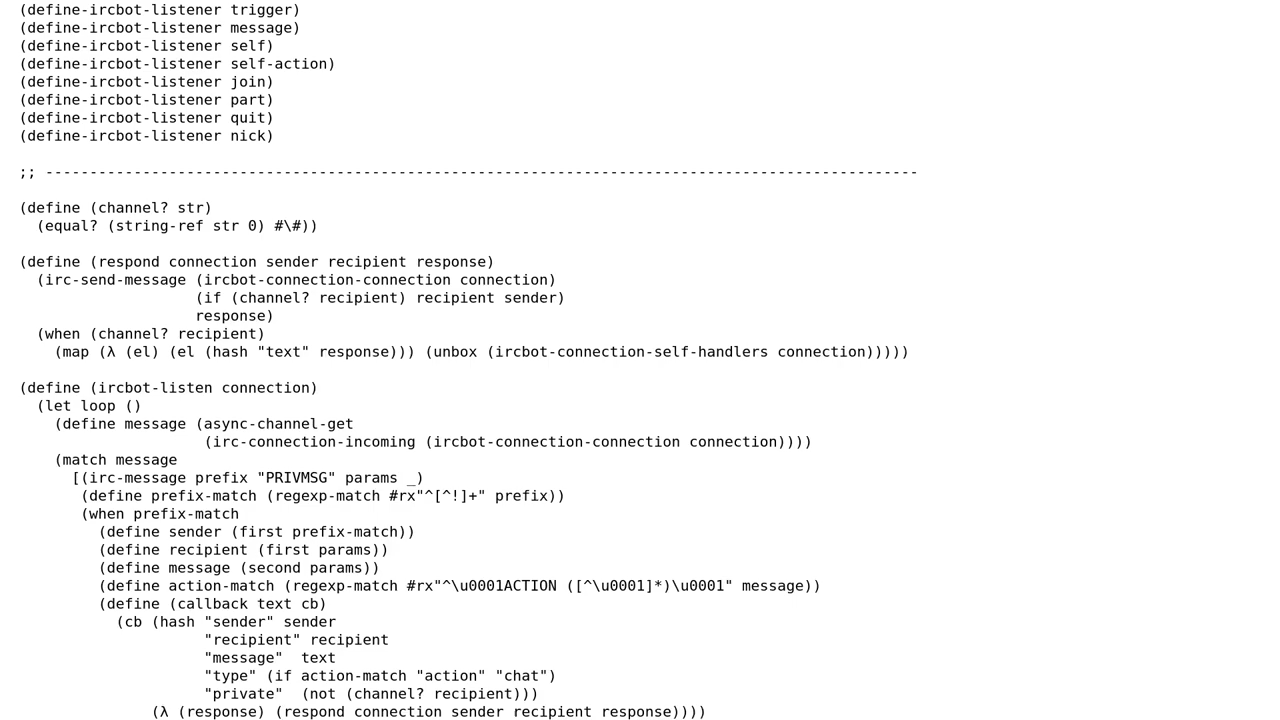 (define-ircbot-listener trigger)
(define-ircbot-listener message)
(define-ircbot-listener self)
(define-ircbot-listener self-action)
(define-ircbot-listener join)
(define-ircbot-listener part)
(define-ircbot-listener quit)
(define-ircbot-listener nick)

;; ---------------------------------------------------------------------------------------------------

(define (channel? str)
  (equal? (string-ref str 0) #\#))

(define (respond connection sender recipient response)
  (irc-send-message (ircbot-connection-connection connection)
                    (if (channel? recipient) recipient sender)
                    response)
  (when (channel? recipient)
    (map (λ (el) (el (hash "text" response))) (unbox (ircbot-connection-self-handlers connection)))))

(define (ircbot-listen connection)
  (let loop ()
    (define message (async-channel-get
                     (irc-connection-incoming (ircbot-connection-connection connection))))
    (match message
      [(irc-message prefix "PRIVMSG" params _)
       (define prefix-match (regexp-match #rx"^[^!]+" prefix))
       (when prefix-match
         (define sender (first prefix-match))
         (define recipient (first params))
         (define message (second params))
         (define action-match (regexp-match #rx"^\u0001ACTION ([^\u0001]*)\u0001" message))
         (define (callback text cb)
           (cb (hash "sender" sender
                     "recipient" recipient
                     "message"  text
                     "type" (if action-match "action" "chat")
                     "private"  (not (channel? recipient)))
               (λ (response) (respond connection sender recipient response))))